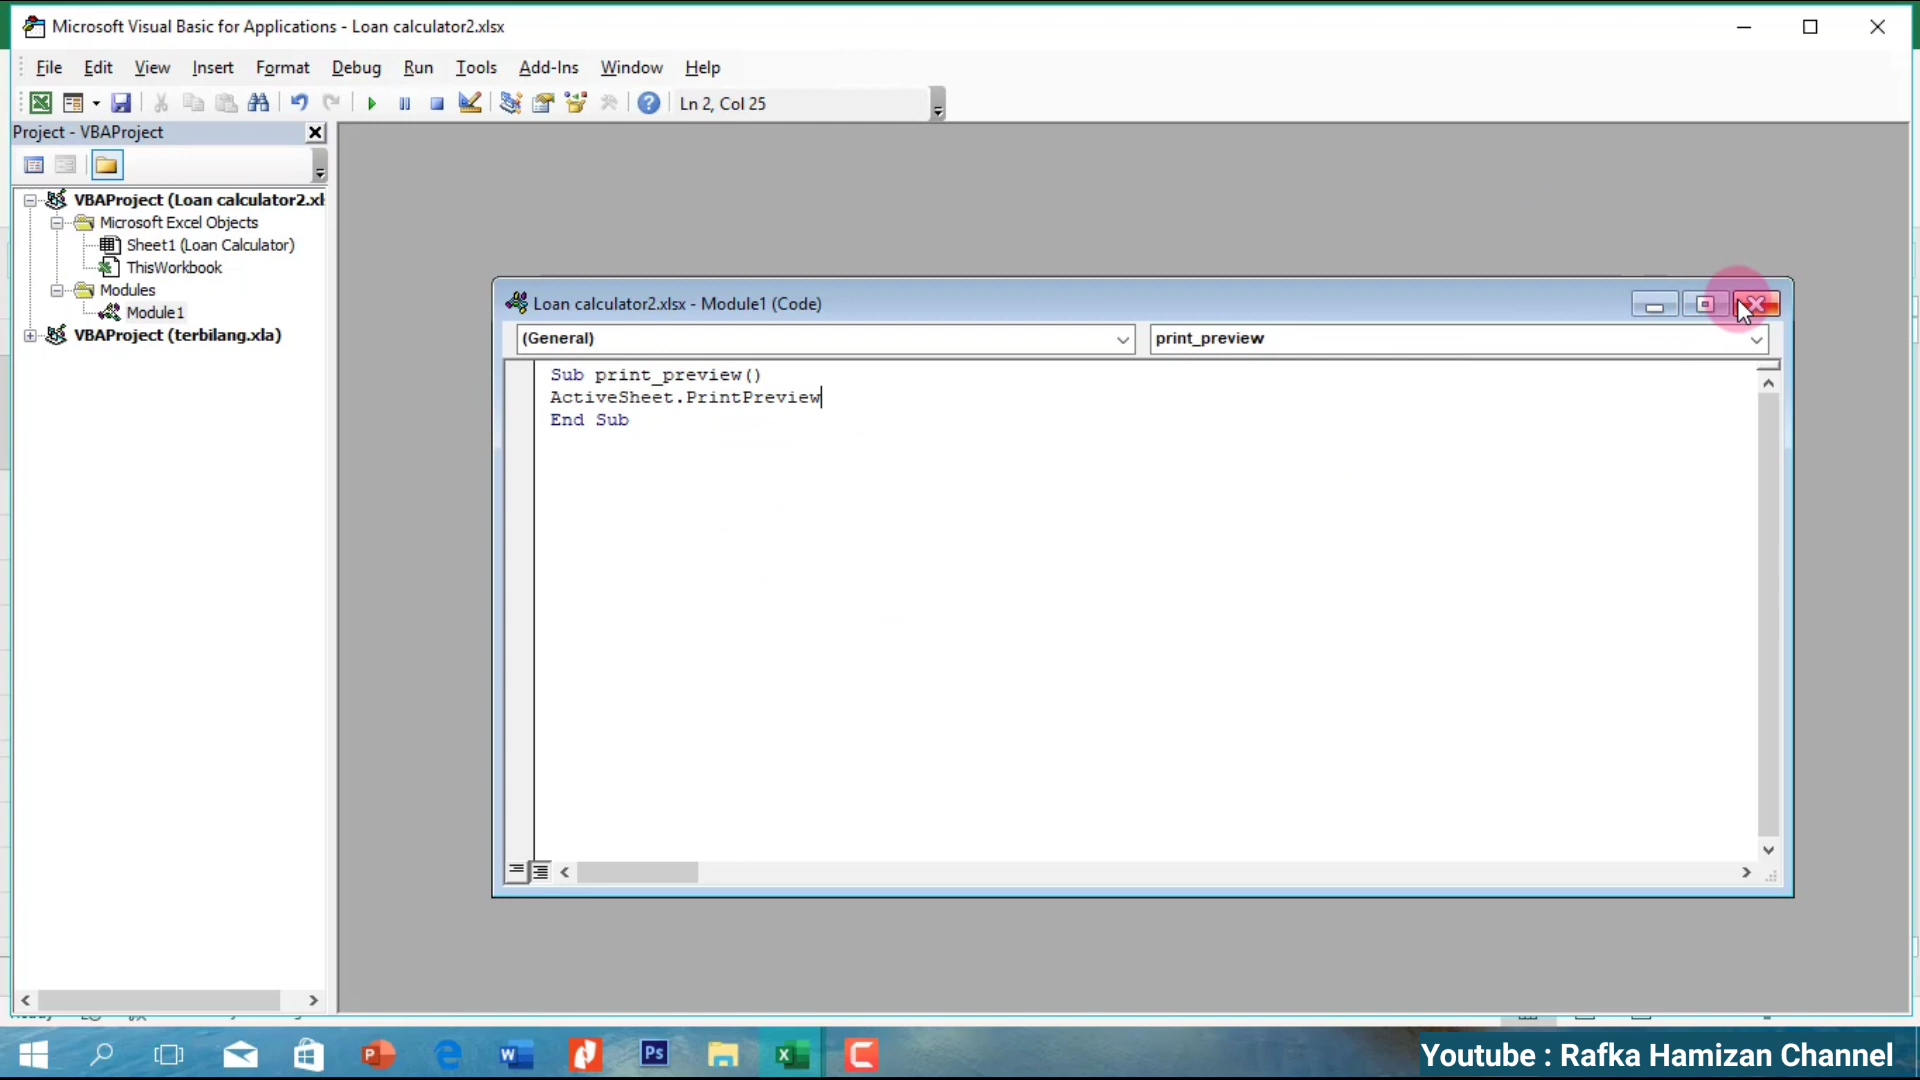 Microsoft Visual Basic for Applications - Loan calculator2.xlsx
File Edit View Insert Format Debug Run Tools Add-Ins Window Help
Ln 2, Col 25
Project - VBAProject
VBAProject (Loan calculator2.xl
Microsoft Excel Objects
Sheet1 (Loan Calculator)
ThisWorkbook
Modules
Module1
VBAProject (terbilang.xla)
Loan calculator2.xlsx - Module1 (Code)
(General)
print_preview
Sub print_preview()
ActiveSheet.PrintPreview
End Sub
Youtube : Rafka Hamizan Channel